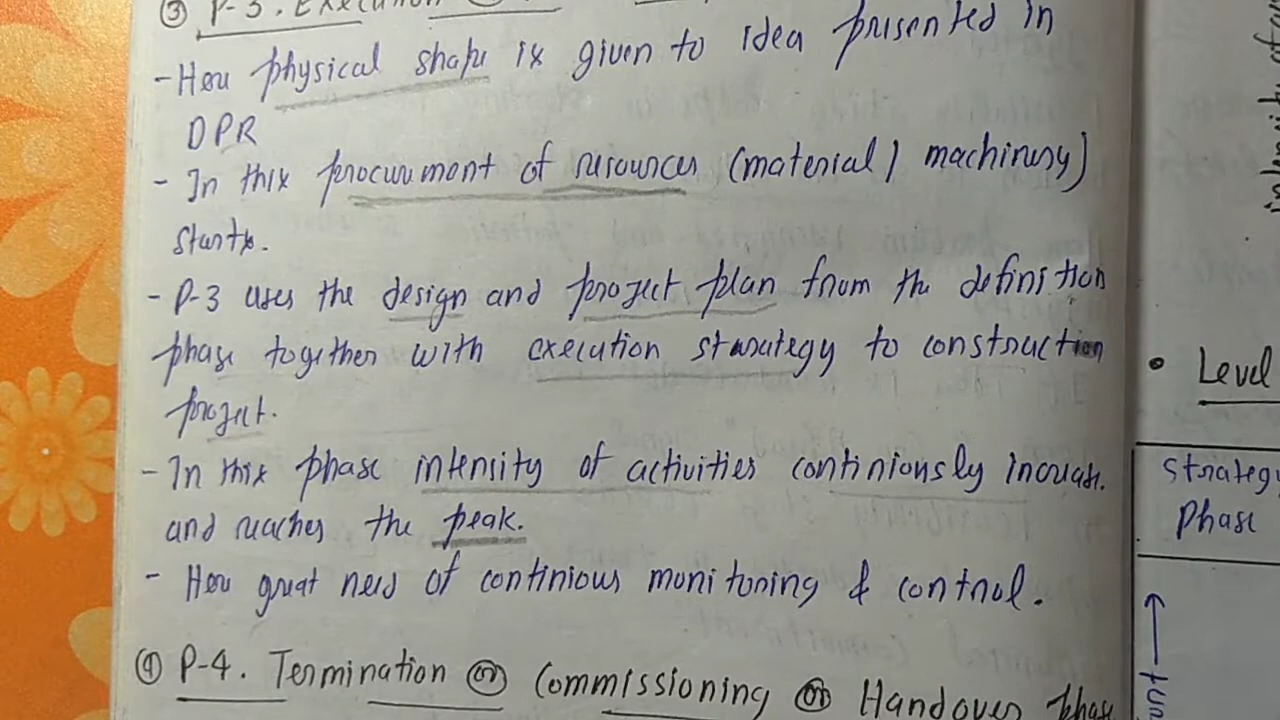 ③ P-3. Execution
- Here physical shape is given to idea presented in
DPR
- In this procurement of resources (material / machinery)
starts.
- P-3 uses the design and project plan from the definition
phase together with execution strategy to construction
project.
- In this phase intensity of activities continiously increase.
and reaches the peak.
- Here great need of continious monitoring & control.
④ P-4. Termination or Commissioning or Handover phase
• Level
Strategy
Phase